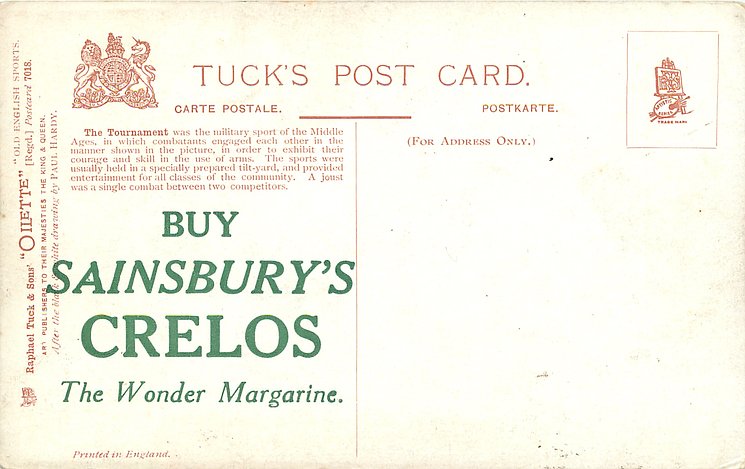 TUCK'S POST CARD.
CARTE POSTALE.
POSTKARTE.
(FOR ADDRESS ONLY.)
The Tournament was the military sport of the Middle
Ages, in which combatants engaged each other in the
manner shown in the picture, in order to exhibit their
courage and skill in the use of arms. The sports were
usually held in a specially prepared tilt-yard, and provided
entertainment for all classes of the community. A joust
was a single combat between two competitors.
BUY
SAINSBURY'S
CRELOS
The Wonder Margarine.
Printed in England.
Raphael Tuck & Sons' "OILETTE" [Regd.] Postcard 7018.
"OLD ENGLISH SPORTS.
ART PUBLISHERS TO THEIR MAJESTIES THE KING & QUEEN.
After the black & white drawing by PAUL HARDY.
ARTISTIC
SERIES
TRADE MARK